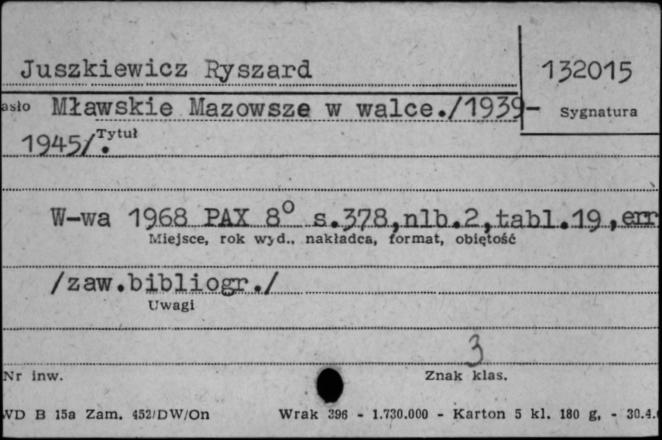 Juszkiewicz Ryszard 132015
asło Mławskie Mazowsze w walce./1939- Sygnatura
1945/. Tytuł
W-wa 1968 PAX 8° s.378,nlb.2,tabl.19,err
Miejsce, rok wyd., nakładca, format, obiętość
/zaw.bibliogr./
Uwagi
3
Nr inw. Znak klas.
WD B 15a Zam. 452/DW/On Wrak 396 - 1.730.000 - Karton 5 kl. 180 g, - 30.4.